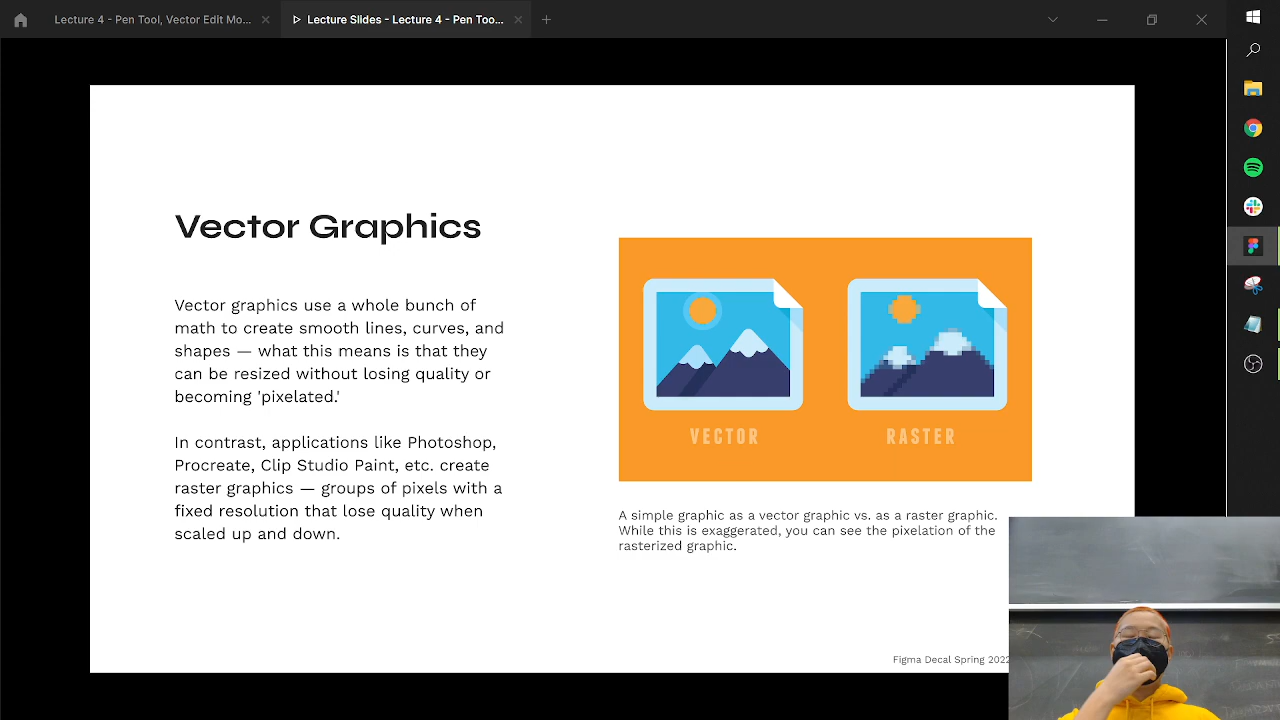 Lecture 4 - Pen Tool, Vector Edit Mo...
Lecture Slides - Lecture 4 - Pen Too...
Vector Graphics
Vector graphics use a whole bunch of
math to create smooth lines, curves, and
shapes — what this means is that they
can be resized without losing quality or
becoming 'pixelated.'
In contrast, applications like Photoshop,
Procreate, Clip Studio Paint, etc. create
raster graphics — groups of pixels with a
fixed resolution that lose quality when
scaled up and down.
VECTOR
RASTER
A simple graphic as a vector graphic vs. as a raster graphic.
While this is exaggerated, you can see the pixelation of the
rasterized graphic.
Figma Decal Spring 2022